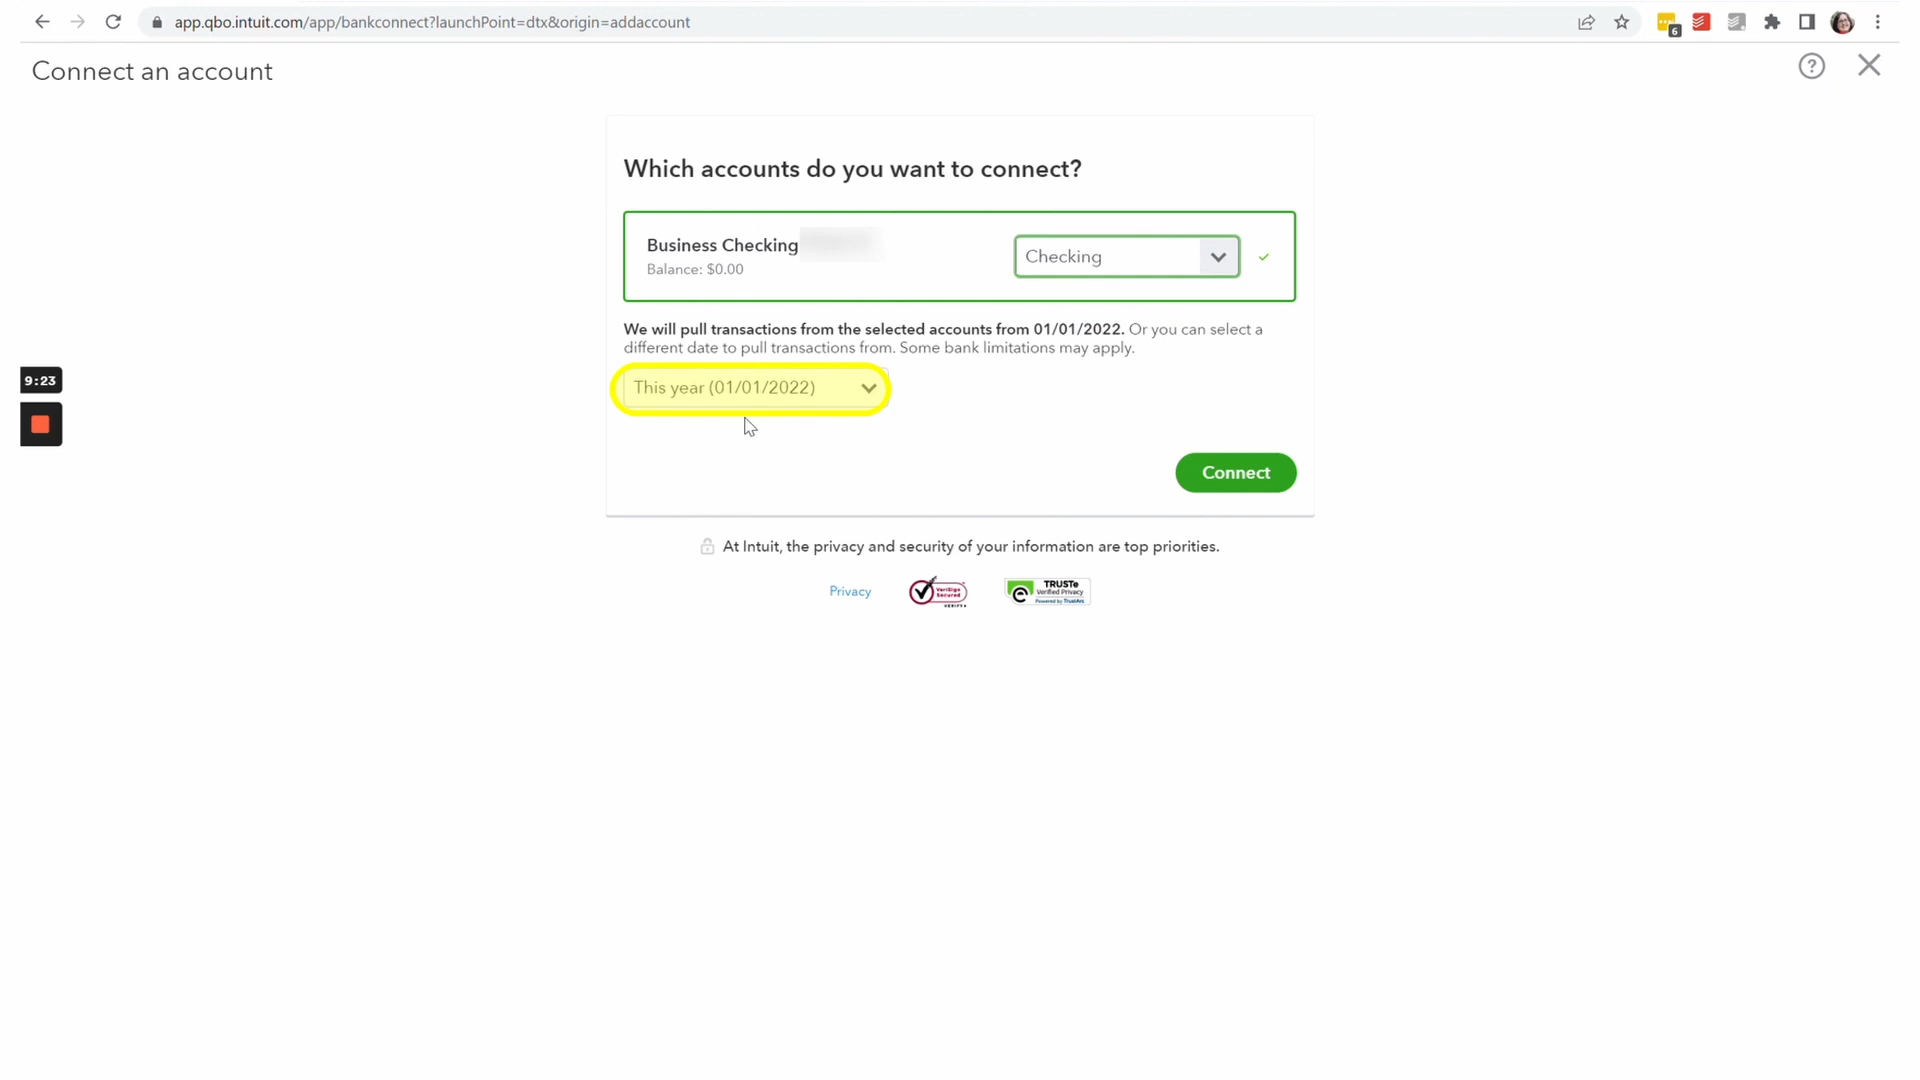 app.qbo.intuit.com/app/bankconnect?launchPoint=dtx&origin=addaccount
6
Connect an account
Which accounts do you want to connect?
Business Checking
Balance: $0.00
Checking
We will pull transactions from the selected accounts from 01/01/2022. Or you can select a
different date to pull transactions from. Some bank limitations may apply.
9:23
This year (01/01/2022)
Connect
At Intuit, the privacy and security of your information are top priorities.
Privacy
VeriSign
Secured
VERIFY
TRUSTe
Verified Privacy
Powered by TrustArc